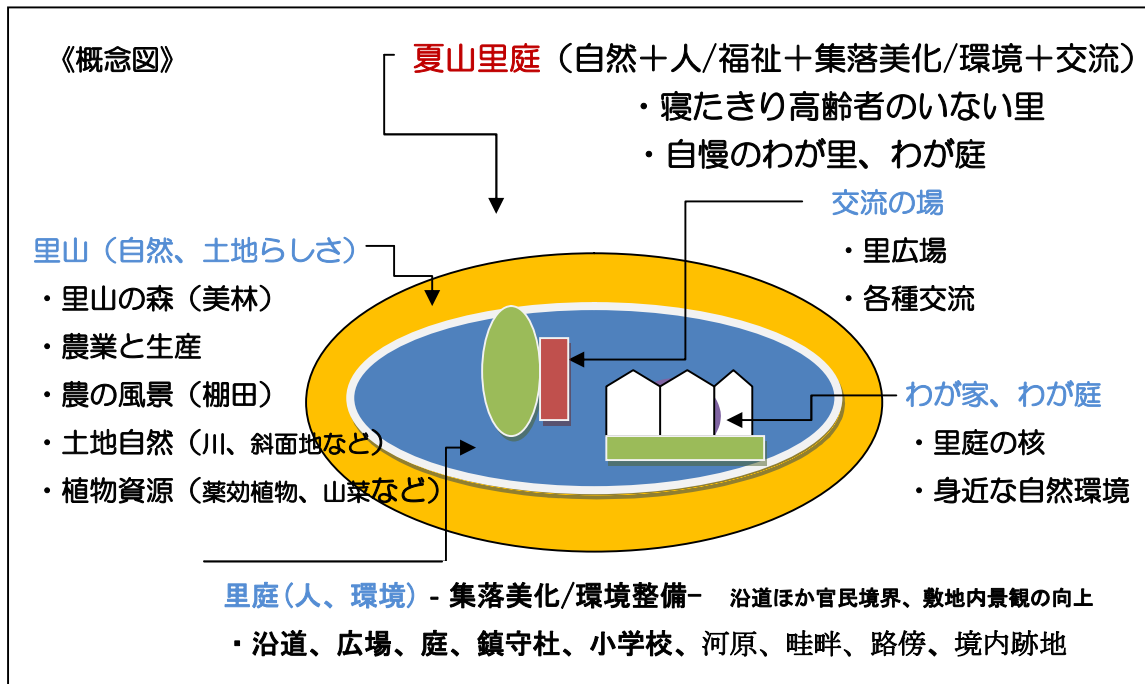 《概念図》
夏山里庭（自然＋人/福祉＋集落美化/環境＋交流）
・寝たきり高齢者のいない里
・自慢のわが里、わが庭
交流の場
・里広場
・各種交流
里山（自然、土地らしさ）
・里山の森（美林）
・農業と生産
・農の風景（棚田）
・土地自然（川、斜面地など）
・植物資源（薬効植物、山菜など）
わが家、わが庭
・里庭の核
・身近な自然環境
里庭(人、環境) - 集落美化/環境整備- 沿道ほか官民境界、敷地内景観の向上
・沿道、広場、庭、鎮守杜、小学校、河原、畦畔、路傍、境内跡地